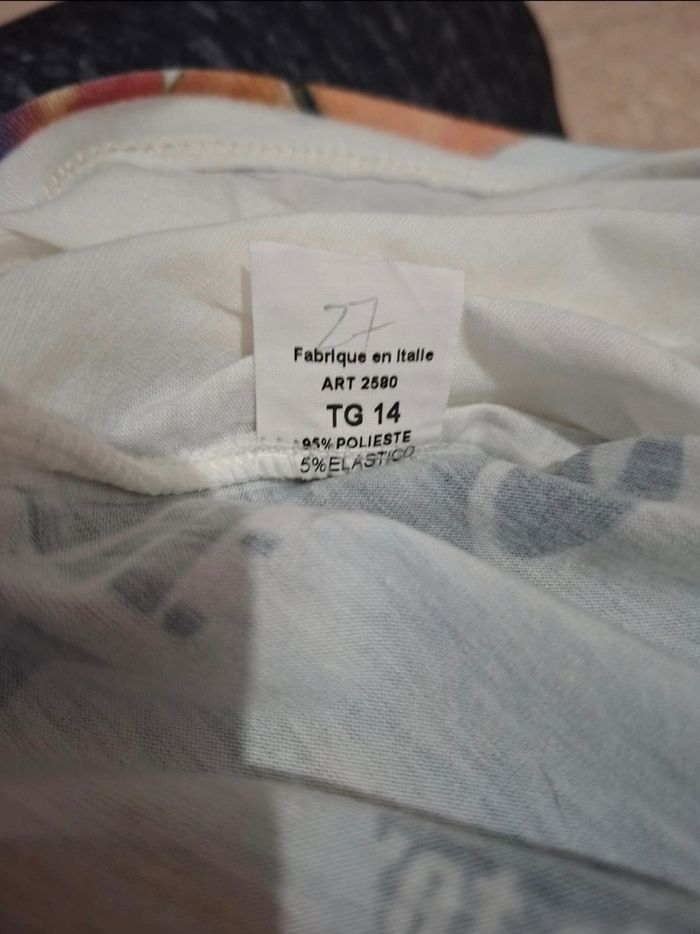 27
Fabrique en Italie
ART 2580
TG 14
95% POLIESTE
5% ELASTICO